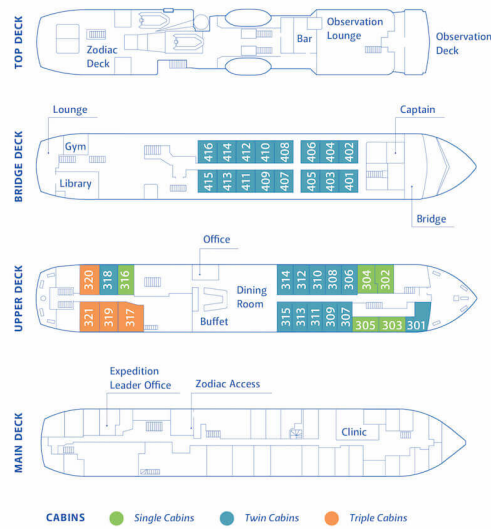 TOP DECK
Zodiac
Deck
Bar
Observation
Lounge
Observation
Deck
BRIDGE DECK
Lounge
Captain
Gym
Library
416 414 412 410 408 406 404 402
415 413 411 409 407 405 403 401
Bridge
UPPER DECK
Office
320 318 316
314 312 310 308 306 304 302
Dining
Room
Buffet
321 319 317
315 313 311 309 307 305 303 301
MAIN DECK
Expedition
Leader Office
Zodiac Access
Clinic
CABINS
Single Cabins
Twin Cabins
Triple Cabins